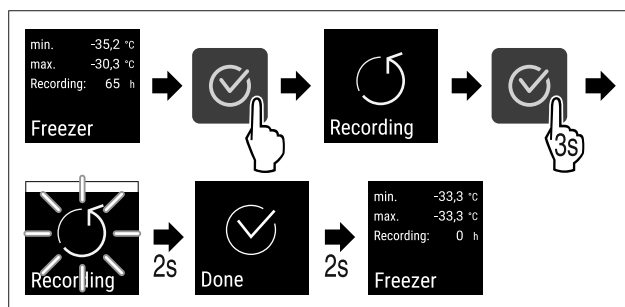 min. -35,2 °C
max. -30,3 °C
Recording: 65 h
Freezer
Recording
3s
Recording
2s
Done
2s
min. -33,3 °C
max. -33,3 °C
Recording: 0 h
Freezer